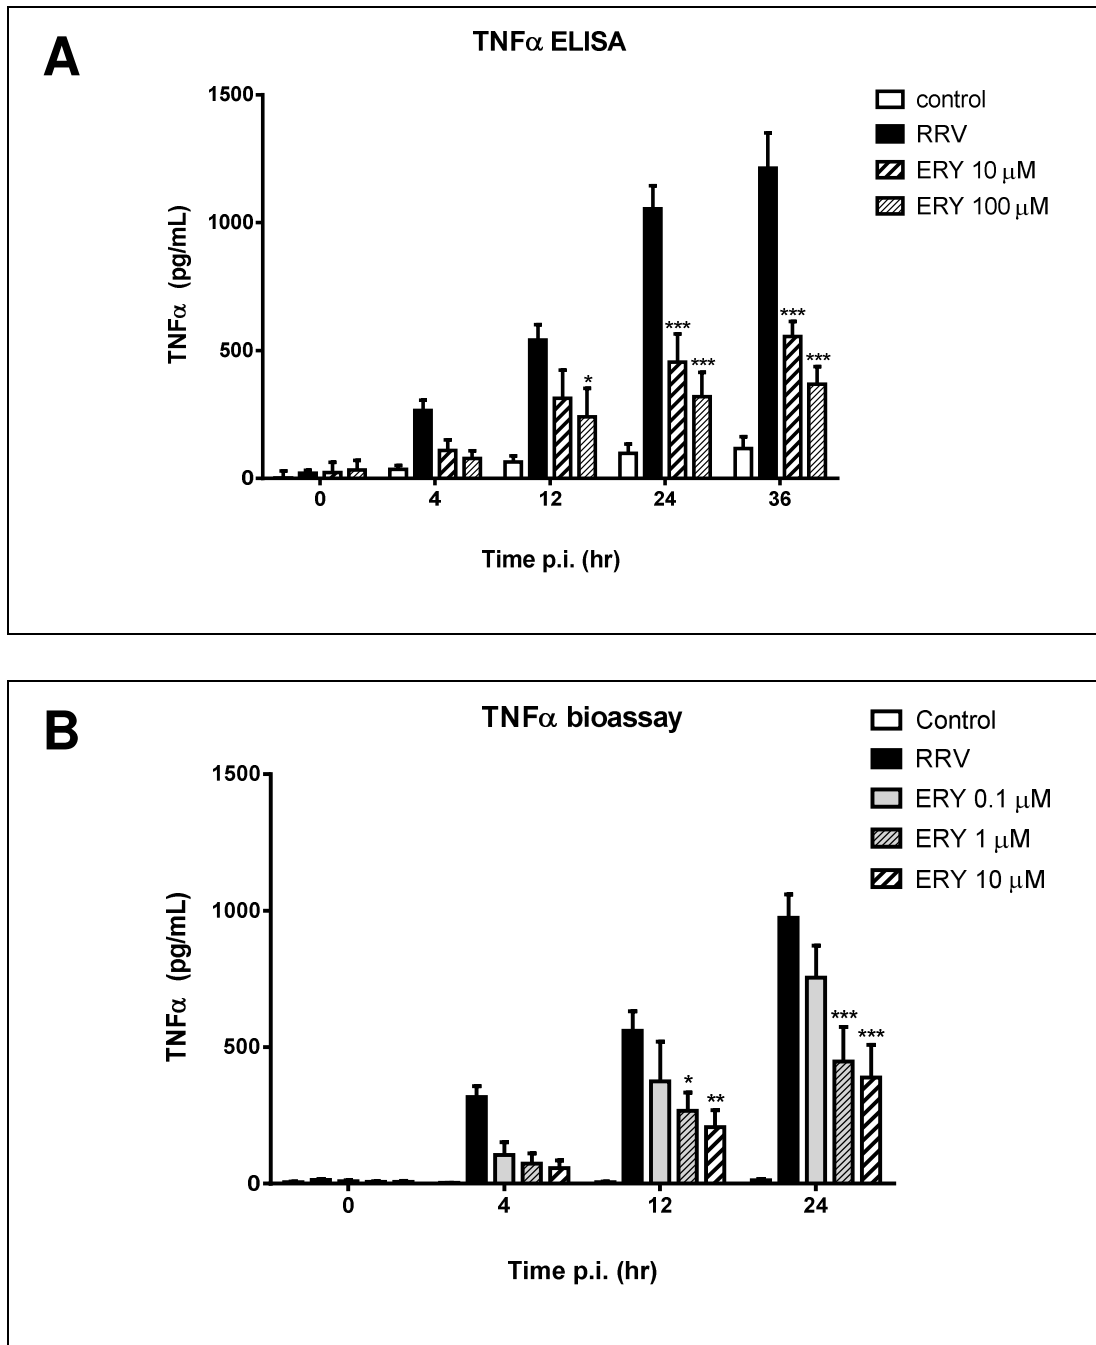 A
TNFα ELISA
1500
1000
500
0
TNFα (pg/mL)
control
RRV
ERY 10 μM
ERY 100 μM
*
***
***
***
***
0 4 12 24 36
Time p.i. (hr)
B
TNFα bioassay
1500
1000
500
0
TNFα (pg/mL)
Control
RRV
ERY 0.1 μM
ERY 1 μM
ERY 10 μM
*
**
***
***
0 4 12 24
Time p.i. (hr)